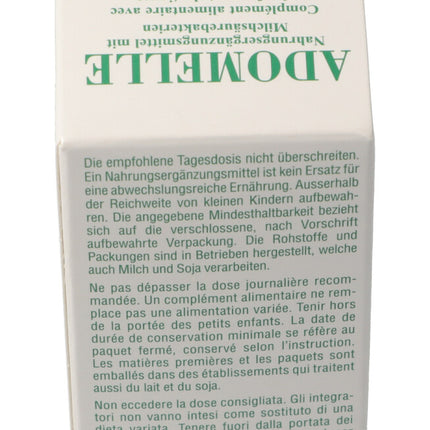 ADOMELLE
Nahrungsergänzungsmittel mit
Milchsäurebakterien
Complément alimentaire avec
Die empfohlene Tagesdosis nicht überschreiten.
Ein Nahrungsergänzungsmittel ist kein Ersatz für
eine abwechslungsreiche Ernährung. Ausserhalb
der Reichweite von kleinen Kindern aufbewah-
ren. Die angegebene Mindesthaltbarkeit bezieht
sich auf die verschlossene, nach Vorschrift
aufbewahrte Verpackung. Die Rohstoffe und
Packungen sind in Betrieben hergestellt, welche
auch Milch und Soja verarbeiten.
Ne pas dépasser la dose journalière recom-
mandée. Un complément alimentaire ne rem-
place pas une alimentation variée. Tenir hors
de la portée des petits enfants. La date de
durée de conservation minimale se réfère au
paquet fermé, conservé selon l'instruction.
Les matières premières et les paquets sont
emballés dans des établissements qui traitent
aussi du lait et du soja.
Non eccedere la dose consigliata. Gli integra-
tori non vanno intesi come sostituto di una
dieta variata. Tenere fuori dalla portata dei